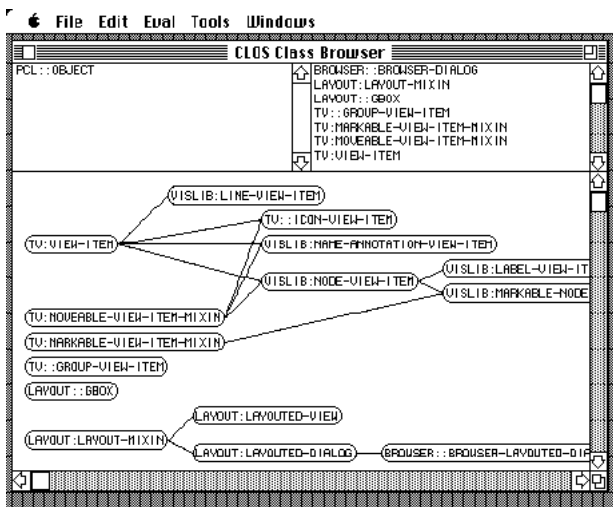 File Edit Eval Tools Windows
CLOS Class Browser
PCL::OBJECT
BROWSER::BROWSER-DIALOG
LAYOUT:LAYOUT-MIXIN
LAYOUT::GBOX
TV::GROUP-VIEW-ITEM
TV:MARKABLE-VIEW-ITEM-MIXIN
TV:MOVEABLE-VIEW-ITEM-MIXIN
TV:VIEW-ITEM
VISLIB:LINE-VIEW-ITEM
TV::ICON-VIEW-ITEM
TV:VIEW-ITEM
VISLIB:NAME-ANNOTATION-VIEW-ITEM
VISLIB:LABEL-VIEW-IT
VISLIB:NODE-VIEW-ITEM
VISLIB:MARKABLE-NODE
TV:MOVEABLE-VIEW-ITEM-MIXIN
TV:MARKABLE-VIEW-ITEM-MIXIN
TV::GROUP-VIEW-ITEM
LAYOUT::GBOX
LAYOUT:LAYOUTED-VIEW
LAYOUT:LAYOUT-MIXIN
LAYOUT:LAYOUTED-DIALOG
BROWSER::BROWSER-LAYOUTED-DIA